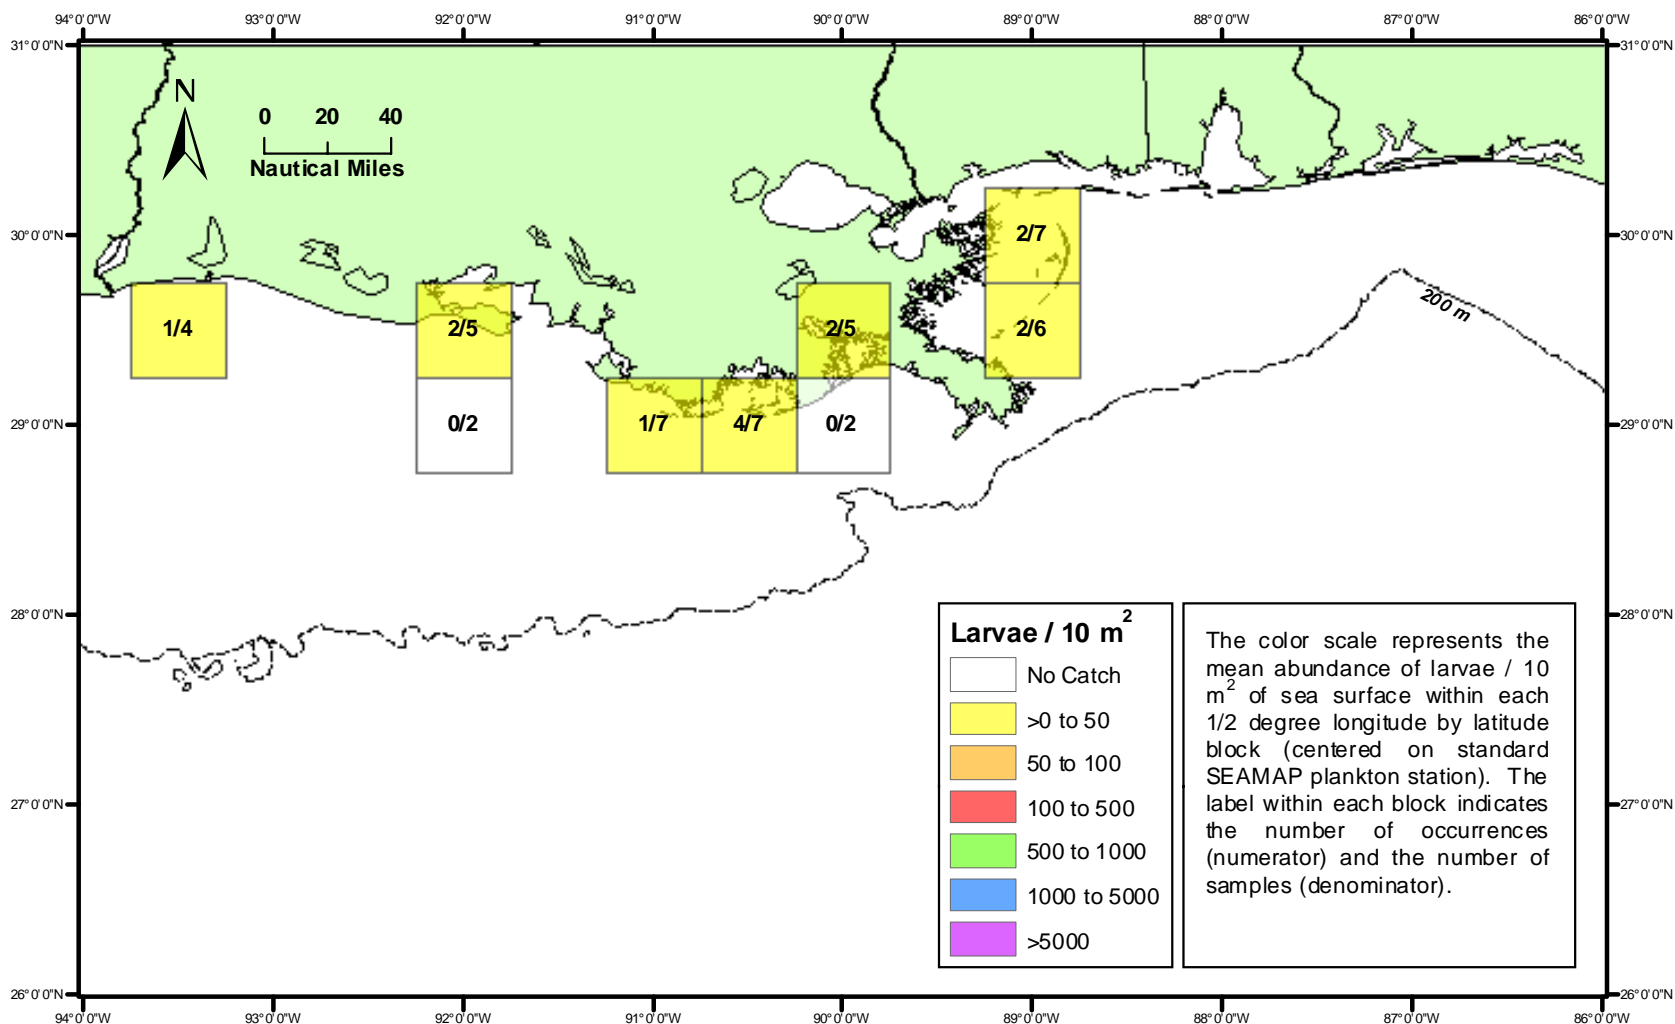 94°0'0"W 93°0'0"W 92°0'0"W 91°0'0"W 90°0'0"W 89°0'0"W 88°0'0"W 87°0'0"W 86°0'0"W
31°0'0"N 31°0'0"N
N
0 20 40
Nautical Miles
30°0'0"N 2/7 30°0'0"N
200 m
1/4 2/5 2/5 2/6
29°0'0"N 0/2 1/7 4/7 0/2 29°0'0"N
28°0'0"N 28°0'0"N
Larvae / 10 m2
No Catch
>0 to 50
50 to 100
100 to 500
500 to 1000
1000 to 5000
>5000
The color scale represents the
mean abundance of larvae / 10
m2 of sea surface within each
1/2 degree longitude by latitude
block (centered on standard
SEAMAP plankton station). The
label within each block indicates
the number of occurrences
(numerator) and the number of
samples (denominator).
27°0'0"N 27°0'0"N
26°0'0"N 26°0'0"N
94°0'0"W 93°0'0"W 92°0'0"W 91°0'0"W 90°0'0"W 89°0'0"W 88°0'0"W 87°0'0"W 86°0'0"W